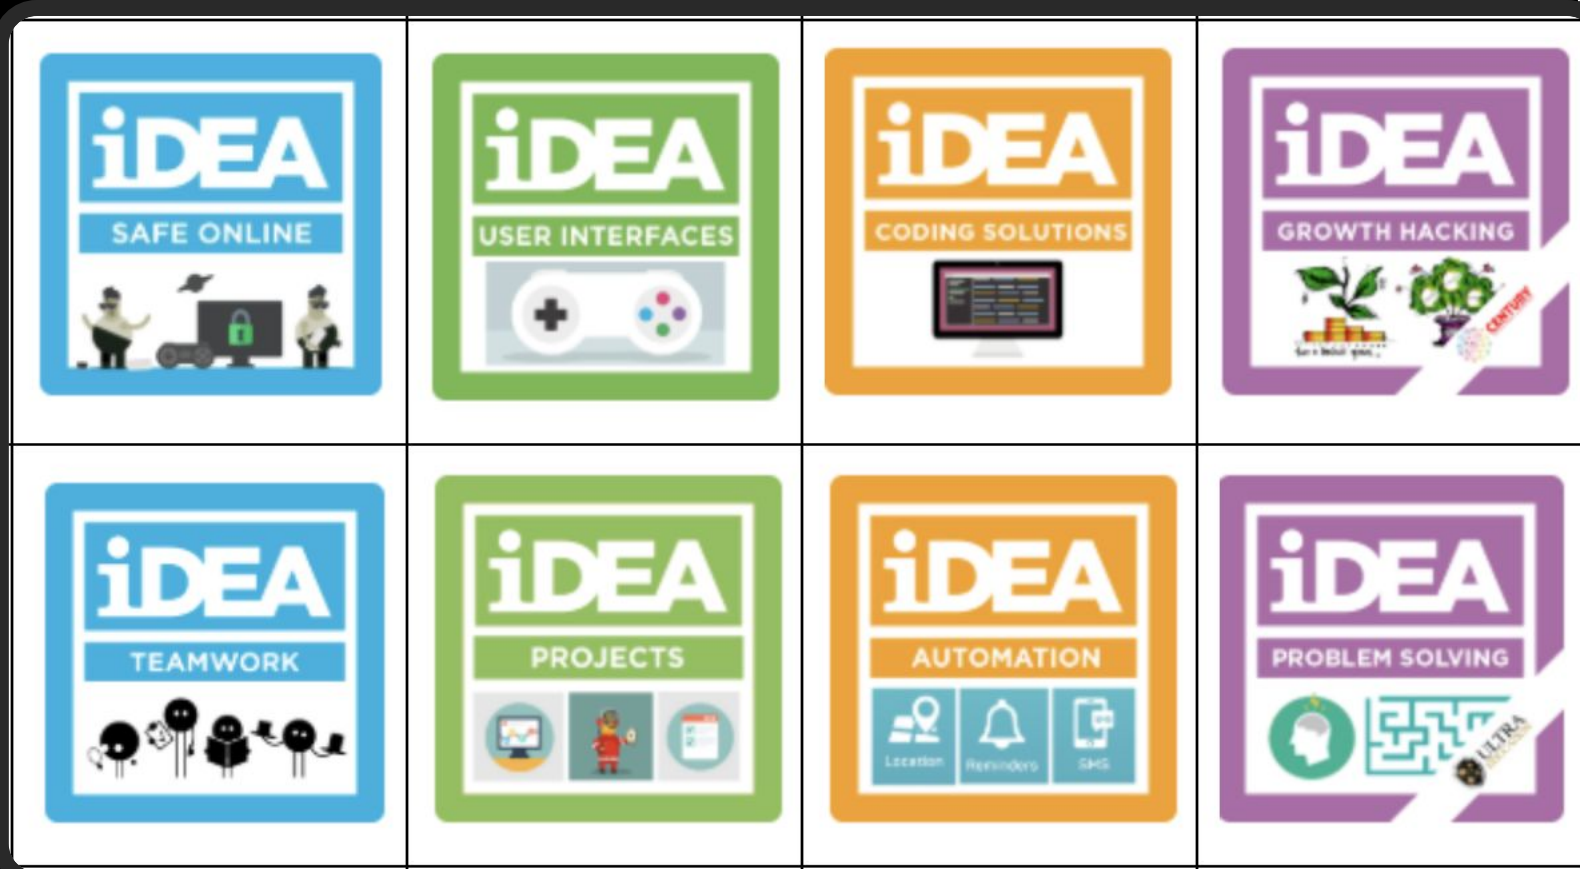 iDEA
SAFE ONLINE
iDEA
USER INTERFACES
iDEA
CODING SOLUTIONS
iDEA
GROWTH HACKING
CENTURY
iDEA
TEAMWORK
iDEA
PROJECTS
iDEA
AUTOMATION
Location
Reminders
SMS
iDEA
PROBLEM SOLVING
ULTRA